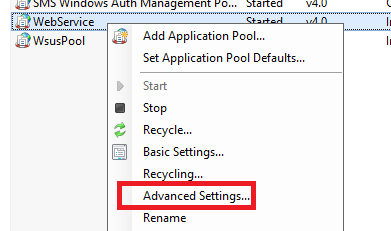 SMS Windows Auth Management Po... Started v4.0
WebService Started v4.0
WsusPool
Add Application Pool...
Set Application Pool Defaults...
Start
Stop
Recycle...
Basic Settings...
Recycling...
Advanced Settings...
Rename